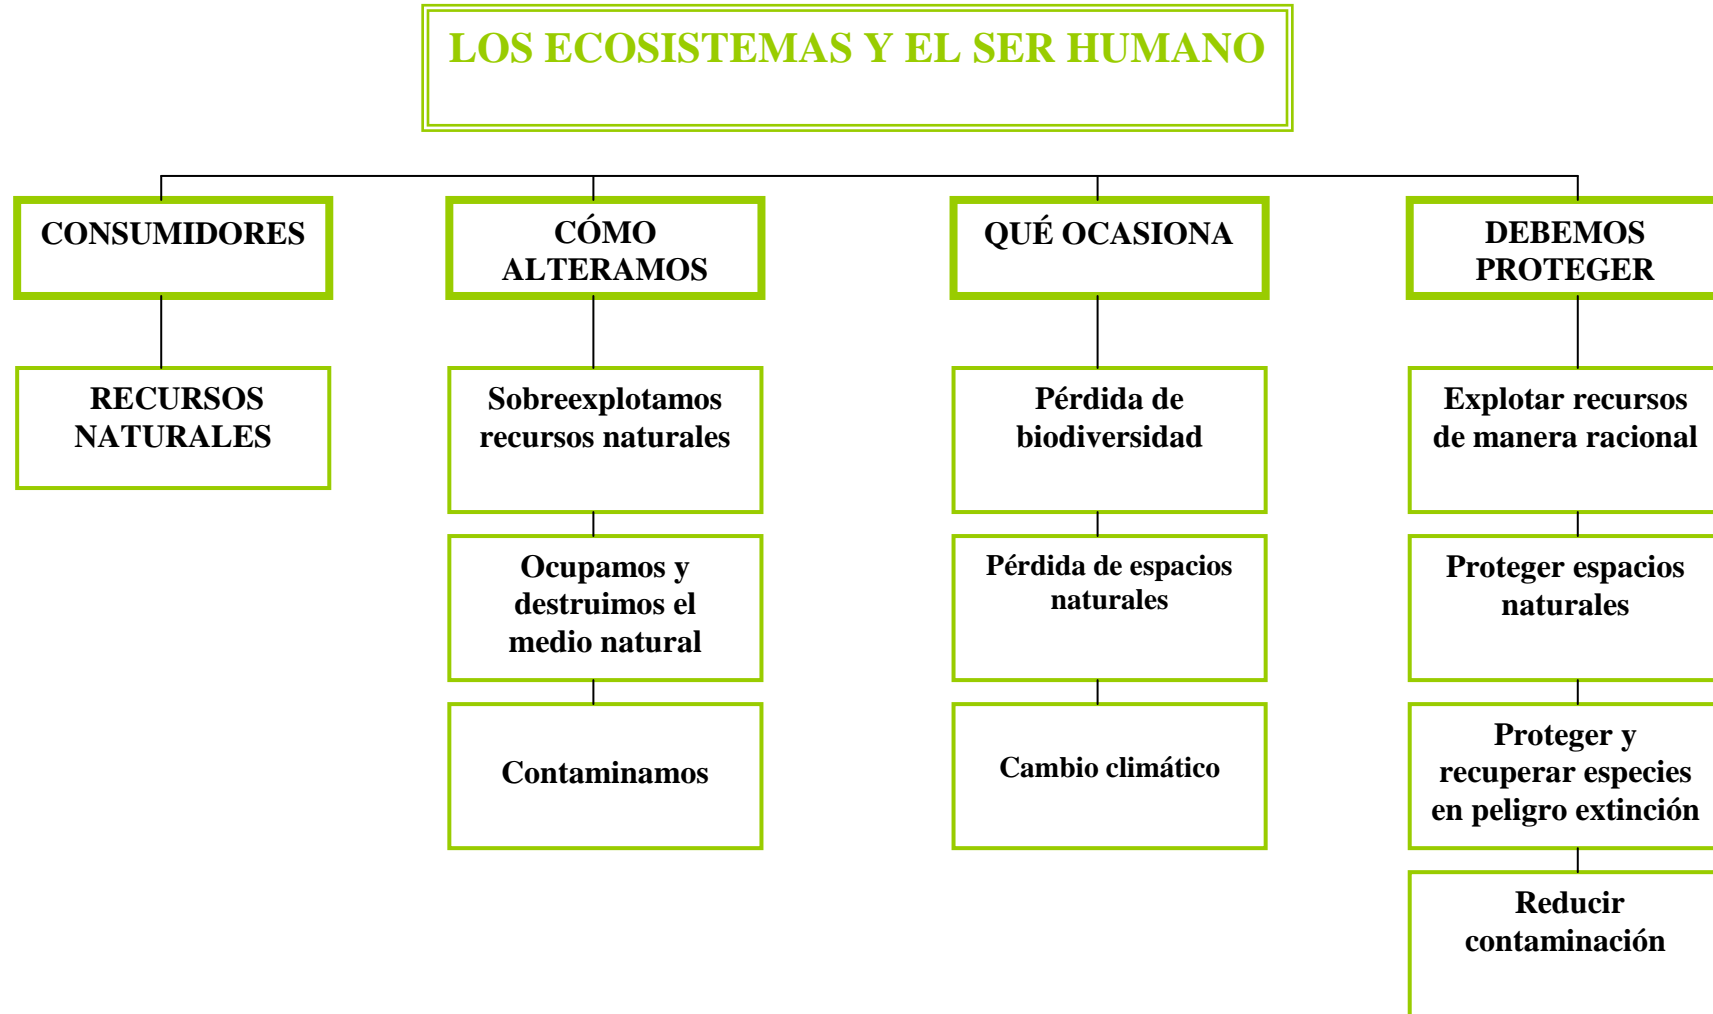 LOS ECOSISTEMAS Y EL SER HUMANO
CONSUMIDORES
RECURSOS
NATURALES
CÓMO
ALTERAMOS
Sobreexplotamos
recursos naturales
Ocupamos y
destruimos el
medio natural
Contaminamos
QUÉ OCASIONA
Pérdida de
biodiversidad
Pérdida de espacios
naturales
Cambio climático
DEBEMOS
PROTEGER
Explotar recursos
de manera racional
Proteger espacios
naturales
Proteger y
recuperar especies
en peligro extinción
Reducir
contaminación